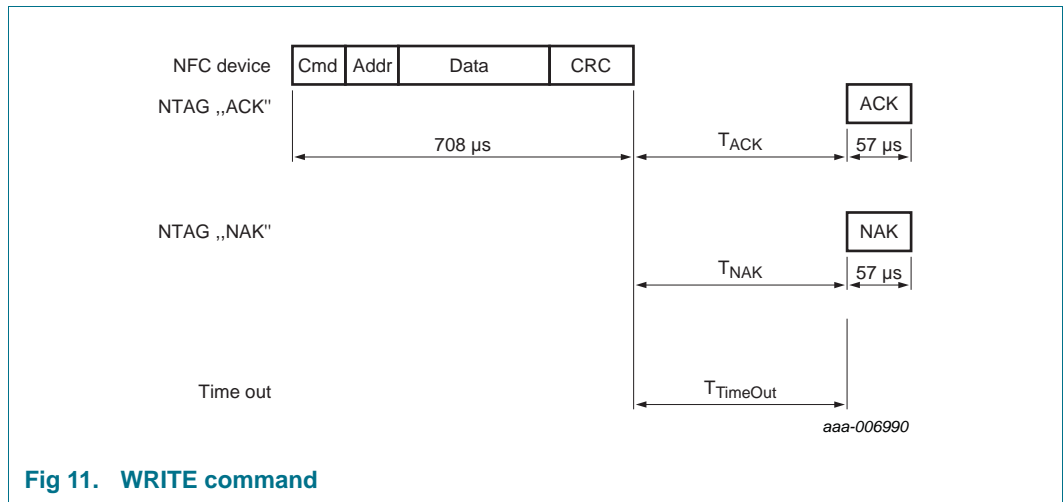 NFC device Cmd Addr Data CRC
NTAG ,,ACK" ACK
708 µs TACK 57 µs
NTAG ,,NAK" NAK
TNAK 57 µs
Time out TTimeOut
aaa-006990
Fig 11. WRITE command